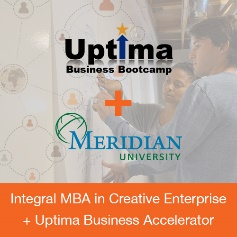 Uptima
Business Bootcamp
+
MERIDIAN
UNIVERSITY
Integral MBA in Creative Enterprise
+ Uptima Business Accelerator